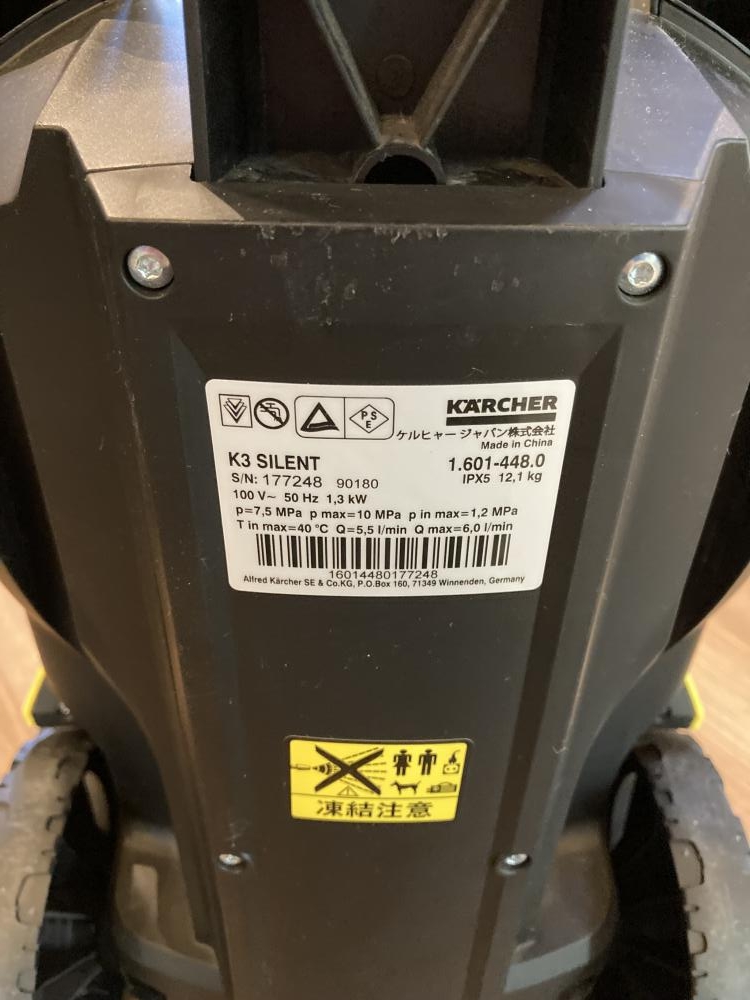 PS
E
KÄRCHER
ケルヒャー ジャパン株式会社
Made in China
K3 SILENT
1.601-448.0
S/N: 177248 90180
IPX5 12,1 kg
100 V~ 50 Hz 1,3 kW
p=7,5 MPa p max=10 MPa p in max=1,2 MPa
T in max=40 °C Q=5,5 l/min Q max=6,0 l/min
16014480177248
Alfred Kärcher SE & Co.KG, P.O.Box 160, 71349 Winnenden, Germany
凍結注意